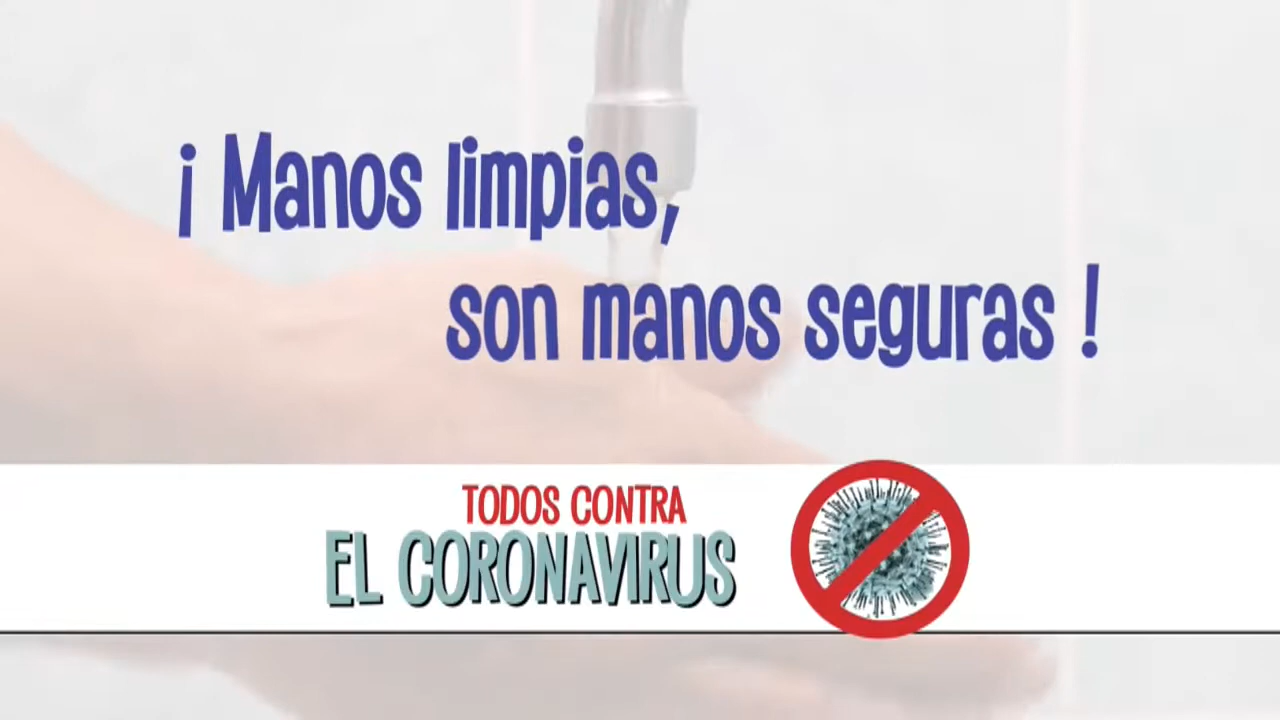 ¡ Manos limpias,
son manos seguras !
TODOS CONTRA
EL CORONAVIRUS